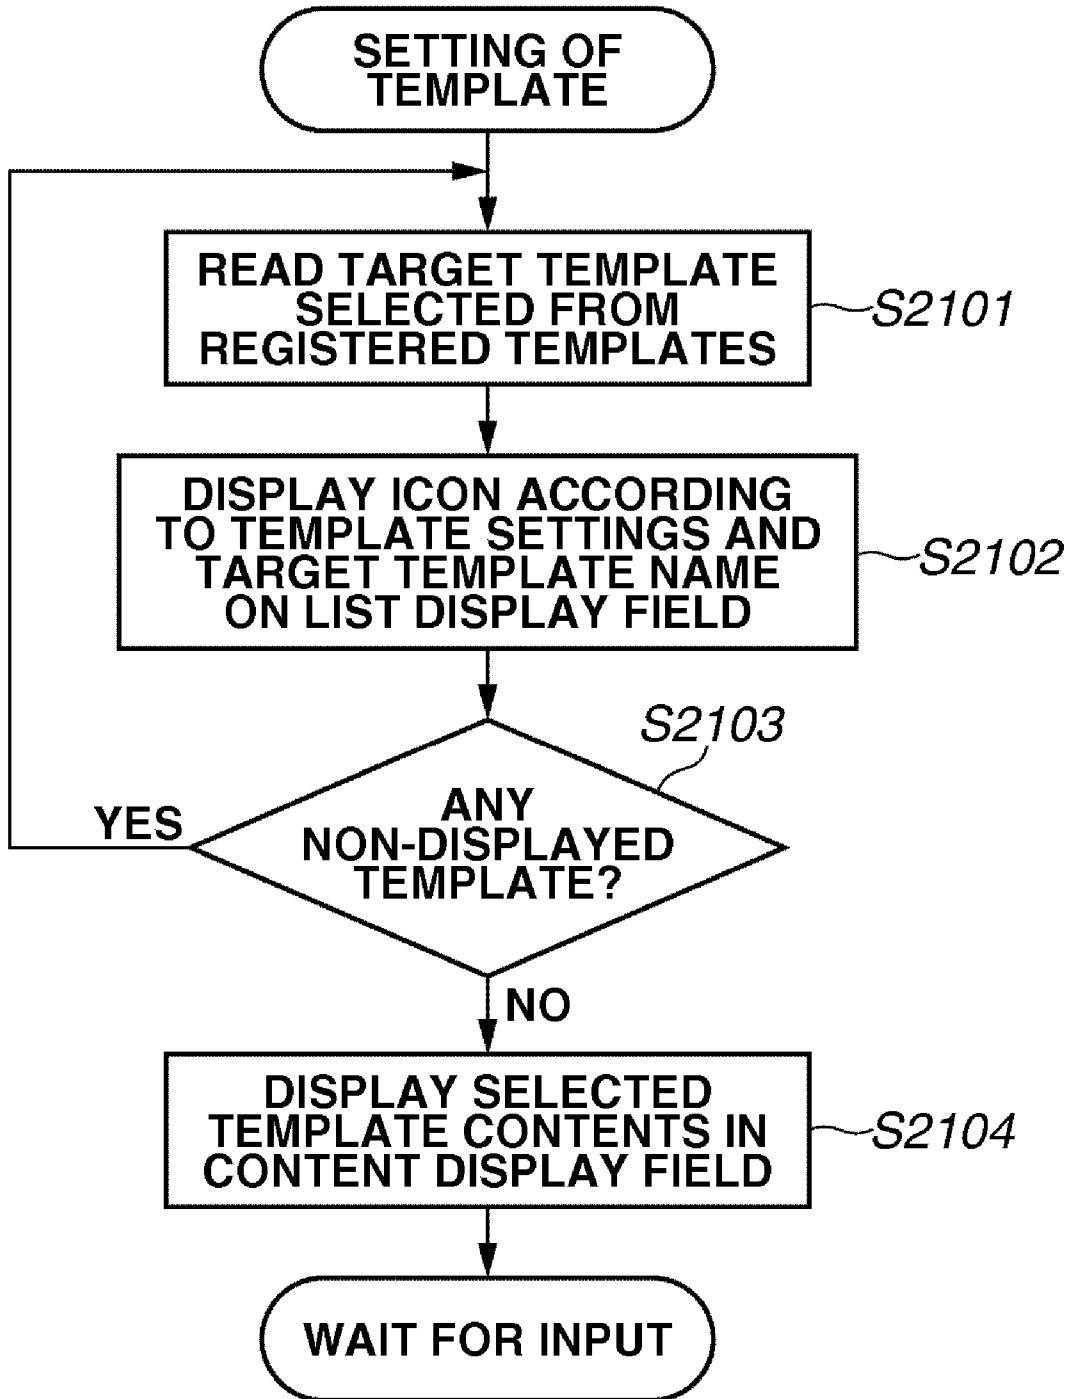 SETTING OF
TEMPLATE
READ TARGET TEMPLATE
SELECTED FROM
REGISTERED TEMPLATES
S2101
DISPLAY ICON ACCORDING
TO TEMPLATE SETTINGS AND
TARGET TEMPLATE NAME
ON LIST DISPLAY FIELD
S2102
S2103
ANY
NON-DISPLAYED
TEMPLATE?
YES
NO
DISPLAY SELECTED
TEMPLATE CONTENTS IN
CONTENT DISPLAY FIELD
S2104
WAIT FOR INPUT